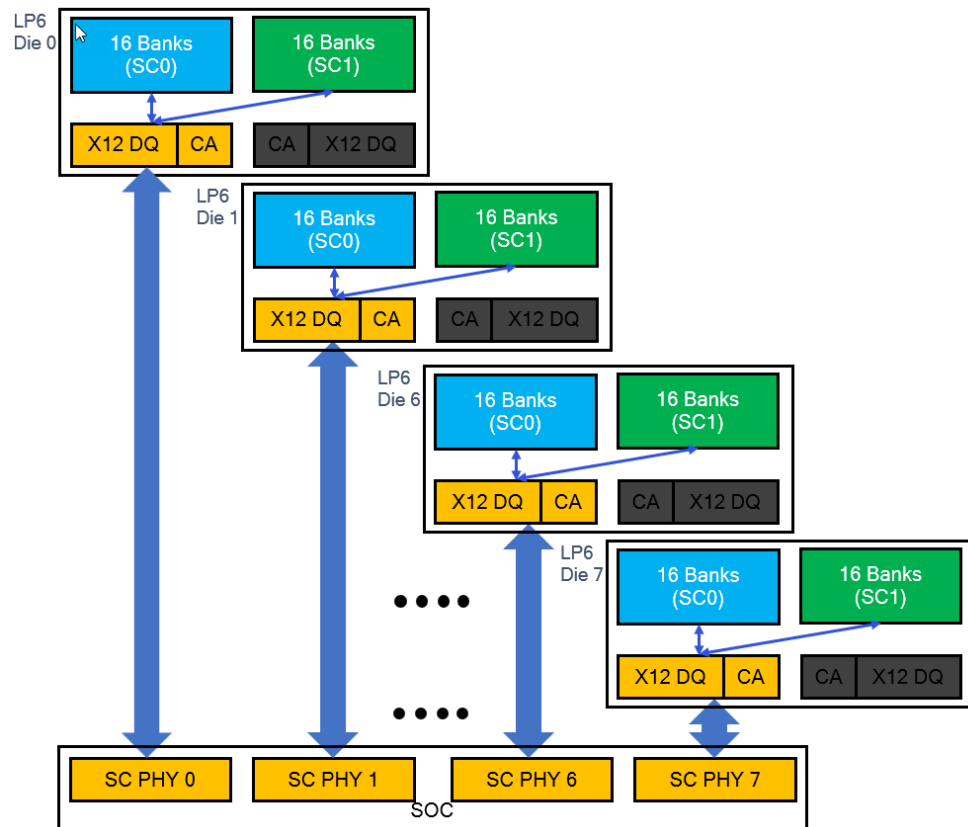 LP6
Die 0
16 Banks
(SC0)
16 Banks
(SC1)
X12 DQ
CA
CA
X12 DQ
LP6
Die 1
16 Banks
(SC0)
16 Banks
(SC1)
X12 DQ
CA
CA
X12 DQ
LP6
Die 6
16 Banks
(SC0)
16 Banks
(SC1)
X12 DQ
CA
CA
X12 DQ
LP6
Die 7
16 Banks
(SC0)
16 Banks
(SC1)
X12 DQ
CA
CA
X12 DQ
SC PHY 0
SC PHY 1
SC PHY 6
SC PHY 7
SOC